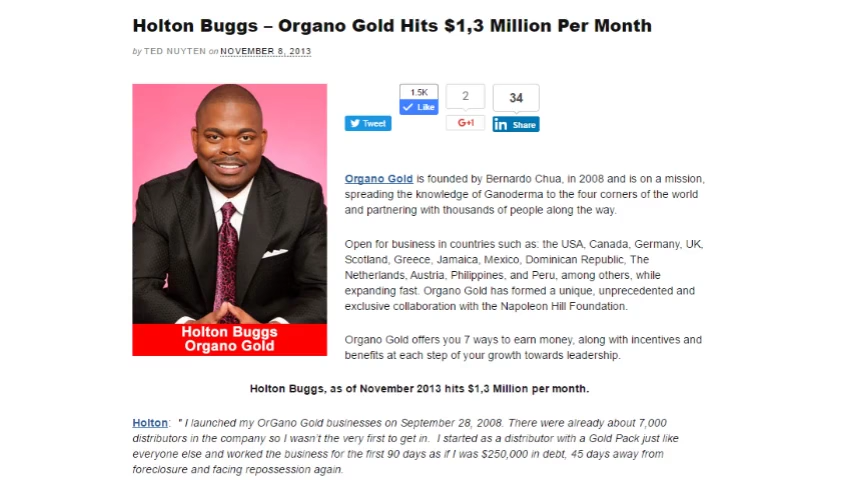 Holton Buggs – Organo Gold Hits $1,3 Million Per Month
by TED NUYTEN on NOVEMBER 8, 2013
1.5K
Like
2
34
Tweet
G+1
in Share
Organo Gold is founded by Bernardo Chua, in 2008 and is on a mission,
spreading the knowledge of Ganoderma to the four corners of the world
and partnering with thousands of people along the way.
Open for business in countries such as: the USA, Canada, Germany, UK,
Scotland, Greece, Jamaica, Mexico, Dominican Republic, The
Netherlands, Austria, Philippines, and Peru, among others, while
expanding fast. Organo Gold has formed a unique, unprecedented and
exclusive collaboration with the Napoleon Hill Foundation.
Holton Buggs
Organo Gold
Organo Gold offers you 7 ways to earn money, along with incentives and
benefits at each step of your growth towards leadership.
Holton Buggs, as of November 2013 hits $1,3 Million per month.
Holton: " I launched my OrGano Gold businesses on September 28, 2008. There were already about 7,000
distributors in the company so I wasn't the very first to get in. I started as a distributor with a Gold Pack just like
everyone else and worked the business for the first 90 days as if I was $250,000 in debt, 45 days away from
foreclosure and facing repossession again.